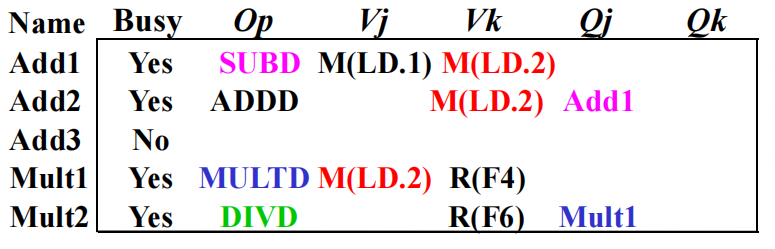 Name Busy Op Vj Vk Qj Qk
Add1 Yes SUBD M(LD.1) M(LD.2)
Add2 Yes ADDD M(LD.2) Add1
Add3 No
Mult1 Yes MULTD M(LD.2) R(F4)
Mult2 Yes DIVD R(F6) Mult1